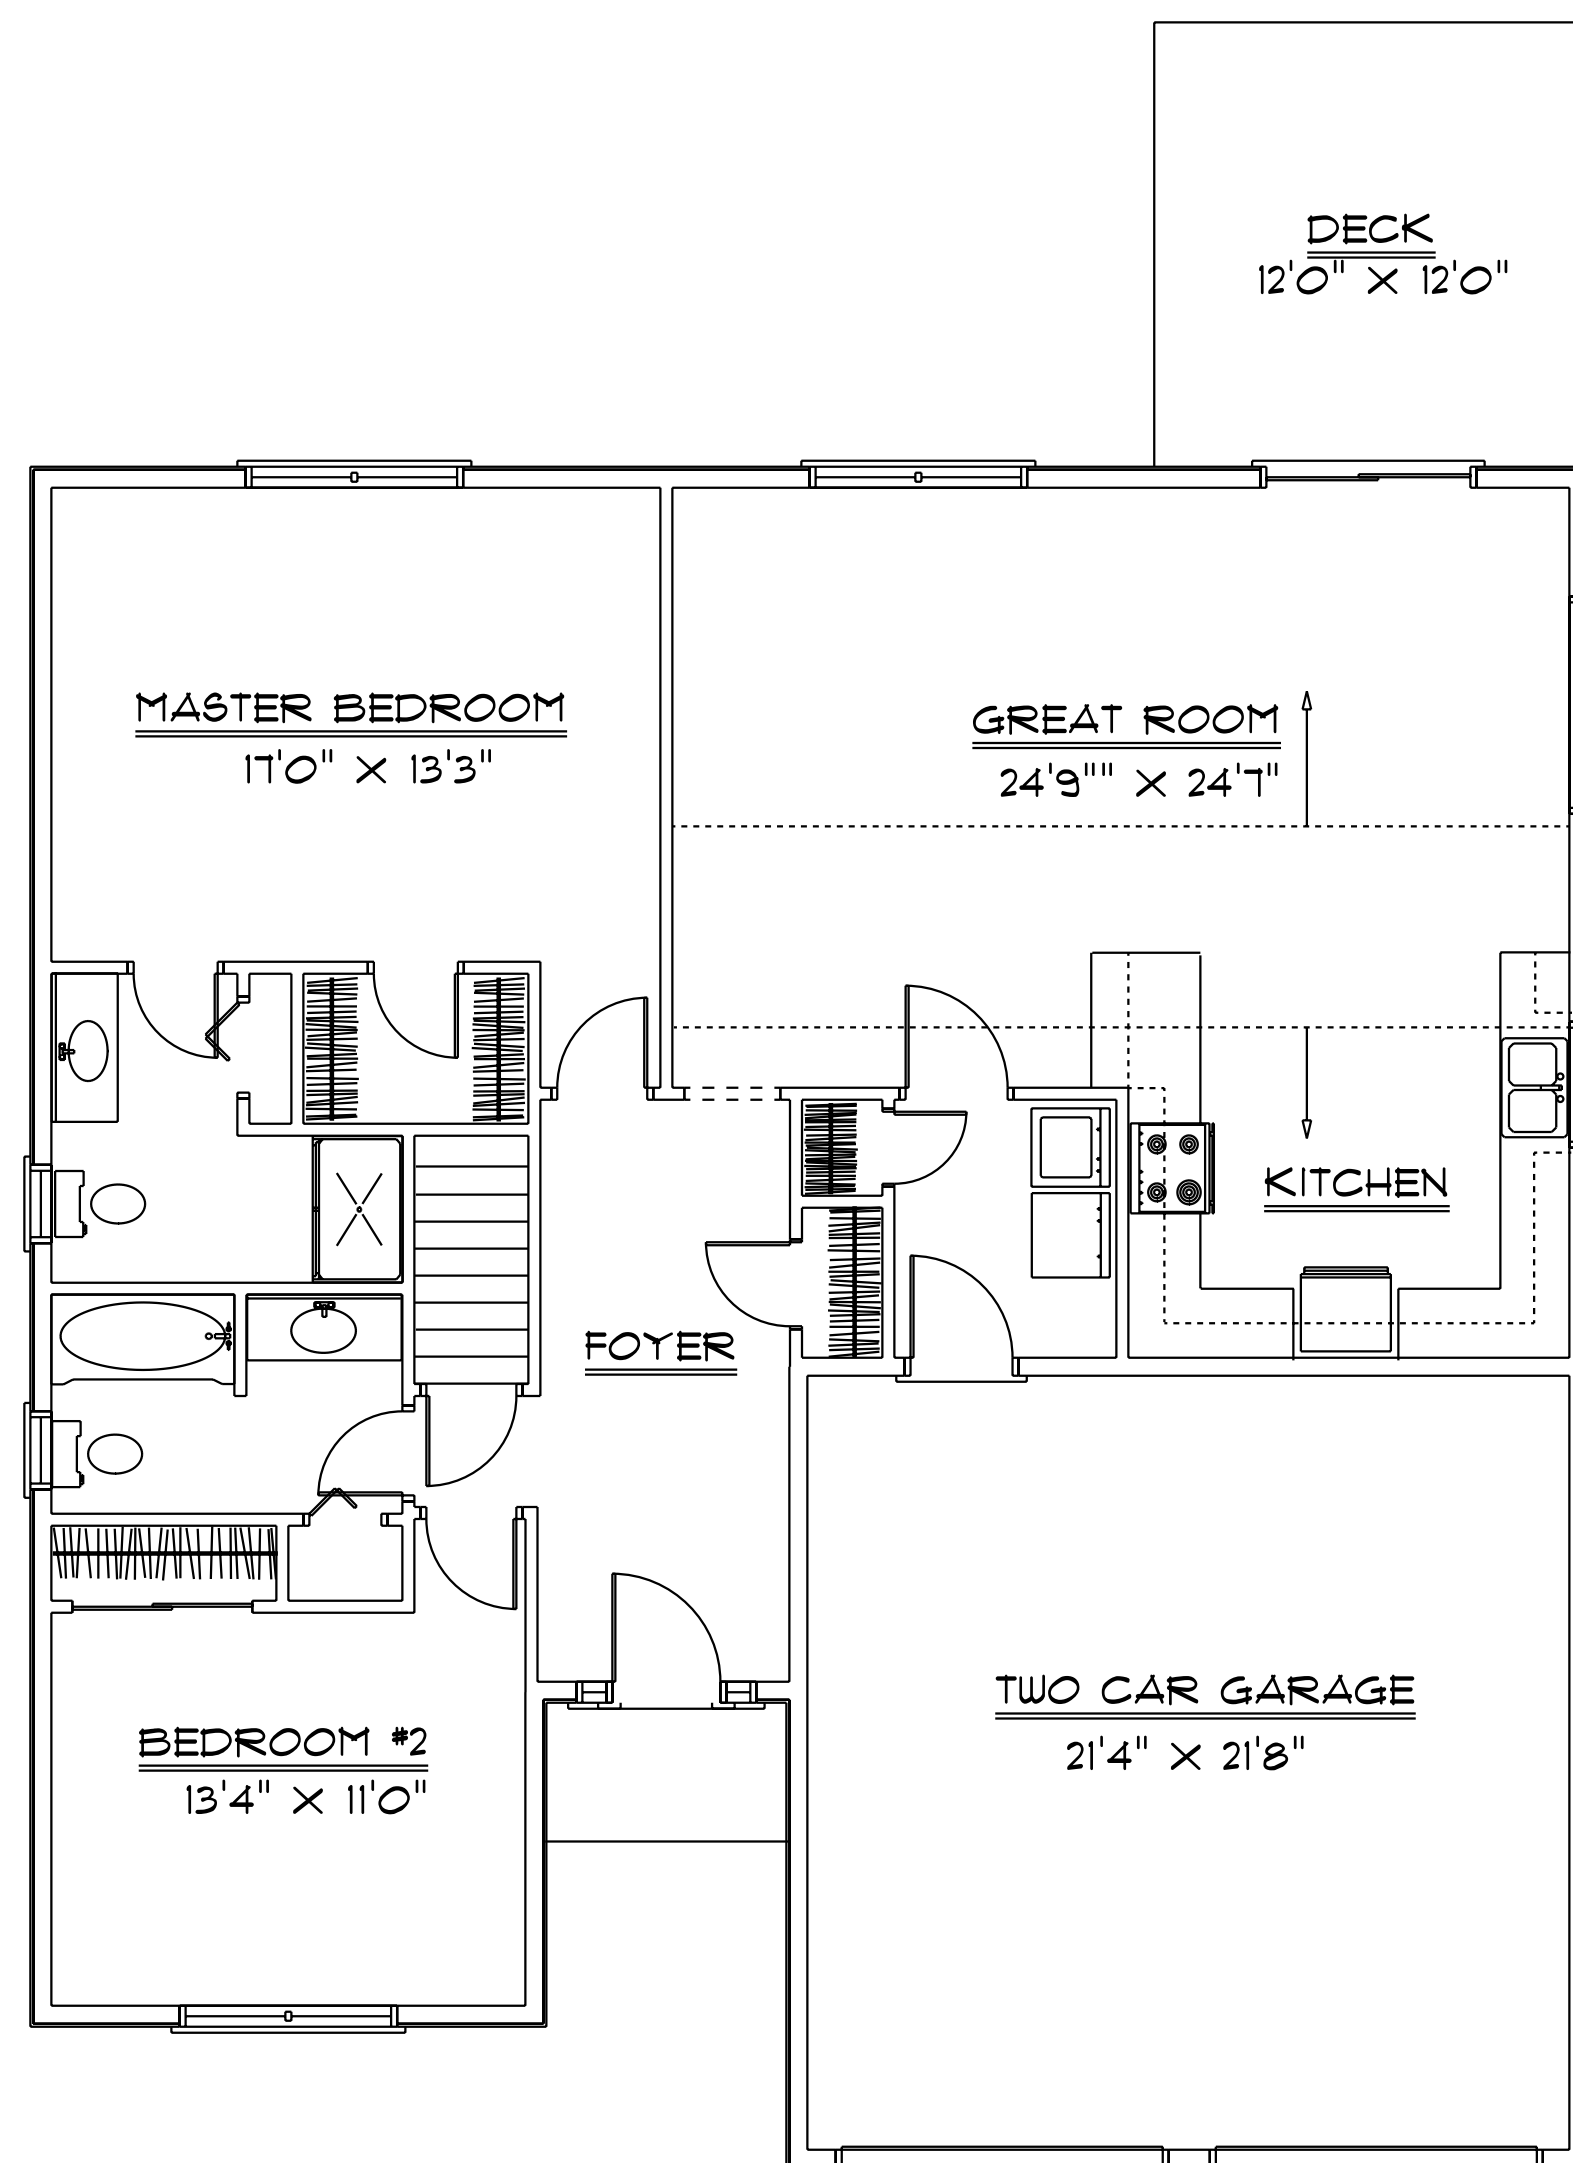 DECK
12'0" X 12'0"
MASTER BEDROOM
17'0" X 13'3"
GREAT ROOM
24'9"" X 24'7"
KITCHEN
FOYER
TWO CAR GARAGE
21'4" X 21'8"
BEDROOM #2
13'4" X 11'0"